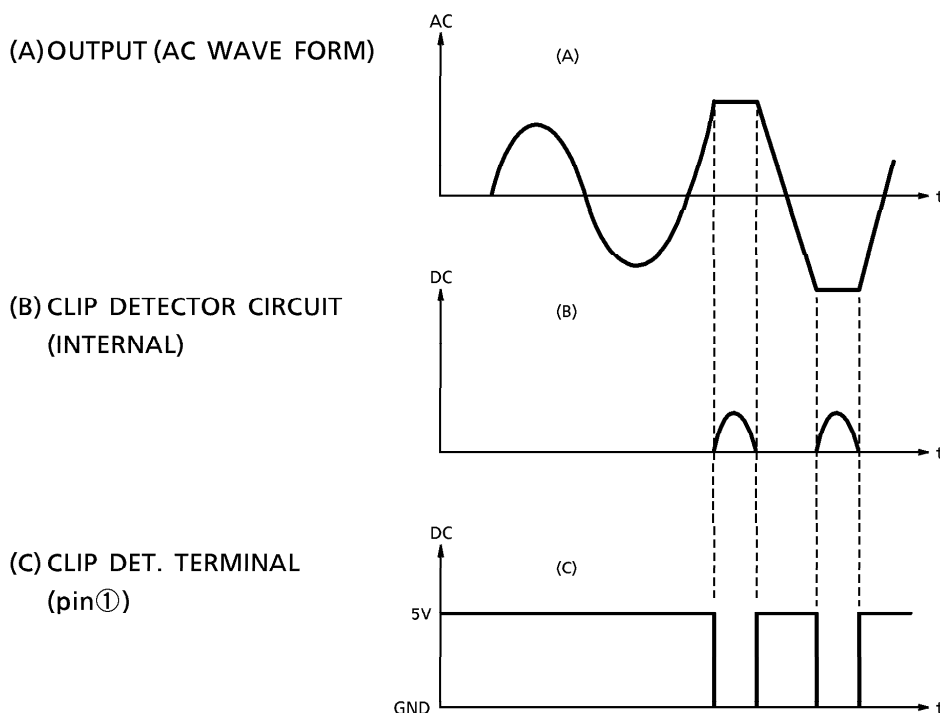 AC
(A) OUTPUT (AC WAVE FORM)
(A)
t
DC
(B) CLIP DETECTOR CIRCUIT
(INTERNAL)
(B)
t
DC
(C) CLIP DET. TERMINAL
(pin①)
(C)
5V
GND
t